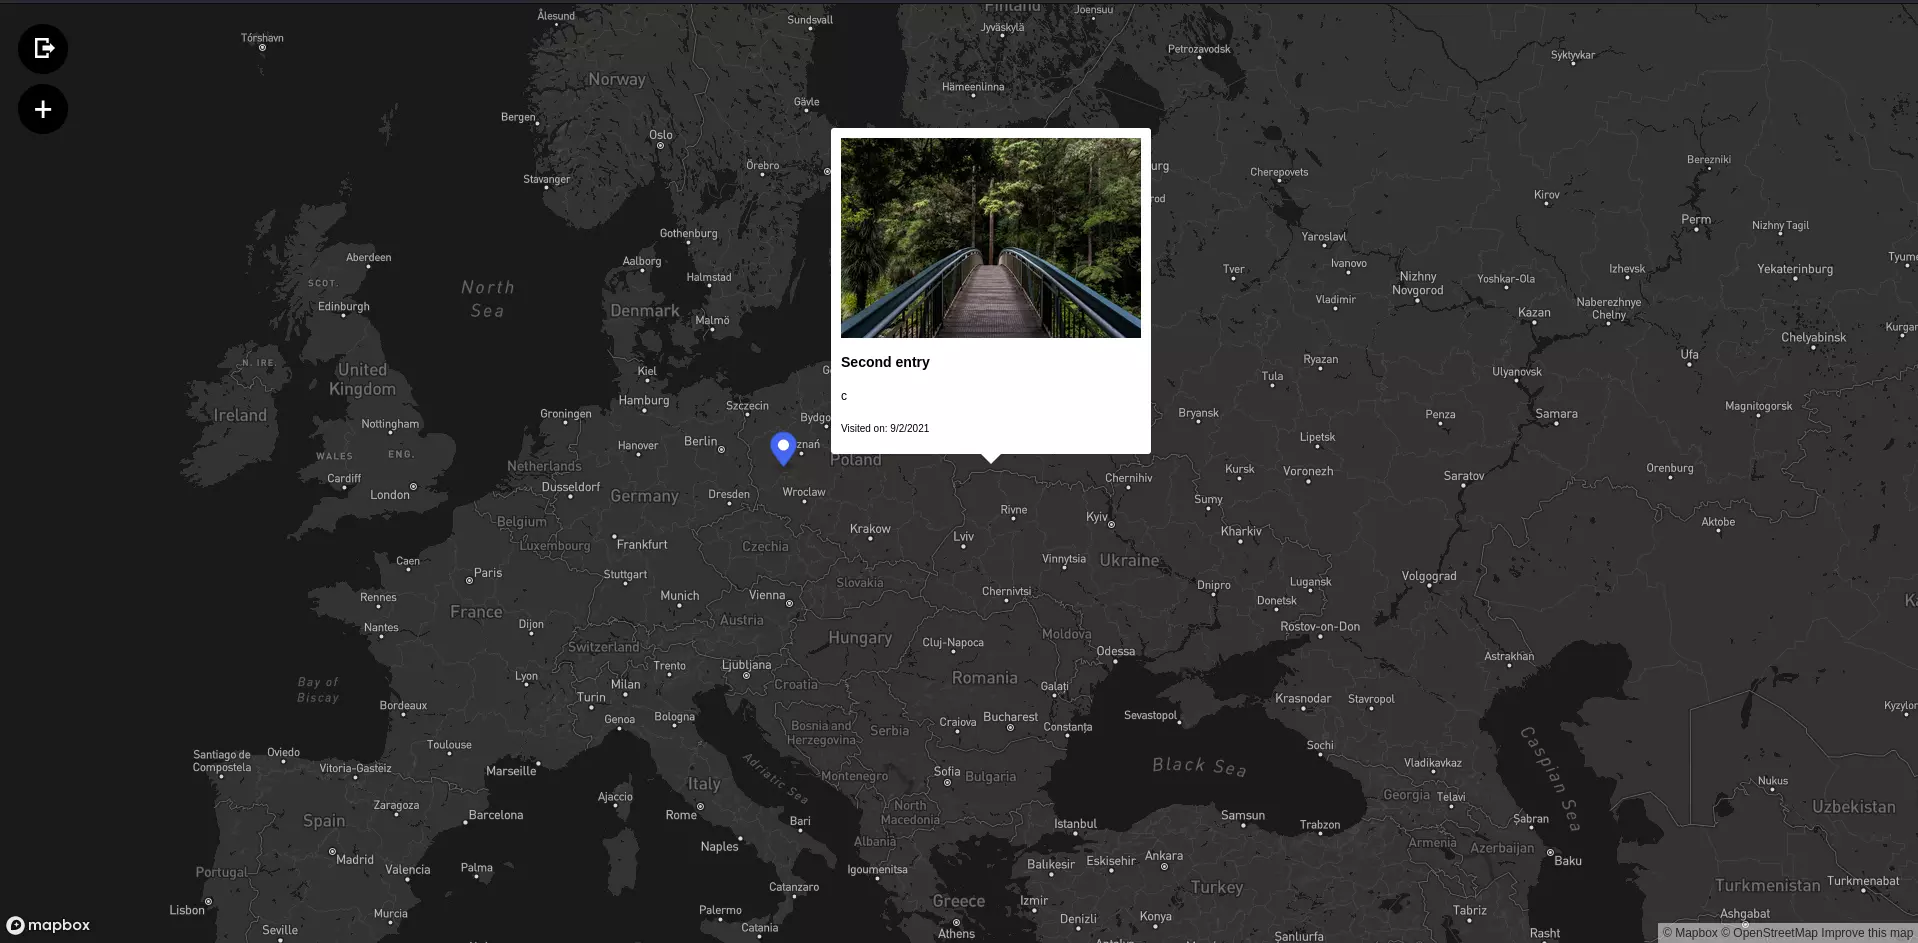 Ålesund
Sundsvall
Finland
Joensuu
Jyväskylä
Tórshavn
Petrozavodsk
Syktyvkar
Norway
Hämeenlinna
Gävle
Bergen
Oslo
Örebro
urg
Berezniki
Cherepovets
Stavanger
rod
Kirov
Perm
Nizhny Tagil
Gothenburg
Yaroslavl
Aberdeen
Aalborg
Ivanovo
Tver
Izhevsk
Yekaterinburg
Tyume
Halmstad
Nizhny
Novgorod
Yoshkar-Ola
SCOT.
North
Sea
Edinburgh
Denmark
Vladimir
Naberezhnye
Chelny
Kazan
Malmö
Kurgan
Chelyabinsk
N. IRE.
Second entry
Ryazan
Ufa
United
Kingdom
Kiel
G
Tula
Ulyanovsk
c
Hamburg
Szczecin
Ireland
Groningen
Bydgo
Bryansk
Penza
Samara
Magnitogorsk
Nottingham
Visited on: 9/2/2021
Hanover
Berlin
znań
Lipetsk
WALES
ENG.
Poland
Netherlands
Kursk
Voronezh
Orenburg
Cardiff
Chernihiv
Saratov
Dusseldorf
London
Germany
Dresden
Wroclaw
Sumy
Rivne
Kyiv
Belgium
Aktobe
Krakow
Lviv
Kharkiv
Luxembourg
Frankfurt
Czechia
Caen
Vinnytsia
Ukraine
Paris
Stuttgart
Slovakia
Volgograd
Dnipro
Lugansk
Chernivtsi
Rennes
Munich
Vienna
Donetsk
France
Nantes
Dijon
Austria
Rostov-on-Don
Hungary
Moldova
Cluj-Napoca
Switzerland
Odessa
Astrakhan
Trento
Ljubljana
Lyon
Milan
Croatia
Romania
Galați
Bay of
Biscay
Turin
Krasnodar
Stavropol
Bordeaux
Kyzylor
Genoa
Bologna
Craiova
Bucharest
Constanța
Sevastopol
Bosnia and
Herzegovina
Serbia
Caspian Sea
Toulouse
Sochi
Santiago de
Compostela
Oviedo
Vitoria-Gasteiz
Marseille
Adriatic Sea
Montenegro
Sofia
Bulgaria
Black Sea
Vladikavkaz
Nukus
Italy
Ajaccio
Zaragoza
North
Macedonia
Georgia
Telavi
Uzbekistan
Spain
Barcelona
Rome
Bari
Istanbul
Samsun
Trabzon
Şabran
Albania
Naples
Armenia
Azerbaijan
Madrid
Balıkesir
Eskisehir
Ankara
Baku
Portugal
Valencia
Palma
Igoumenitsa
Catanzaro
Turkey
Turkmenistan
Turkmenabat
Greece
Izmir
Lisbon
Murcia
Palermo
Denizli
Konya
Tabriz
Ashgabat
Seville
Catania
Athens
Şanlıurfa
Rasht
mapbox
© Mapbox © OpenStreetMap Improve this map